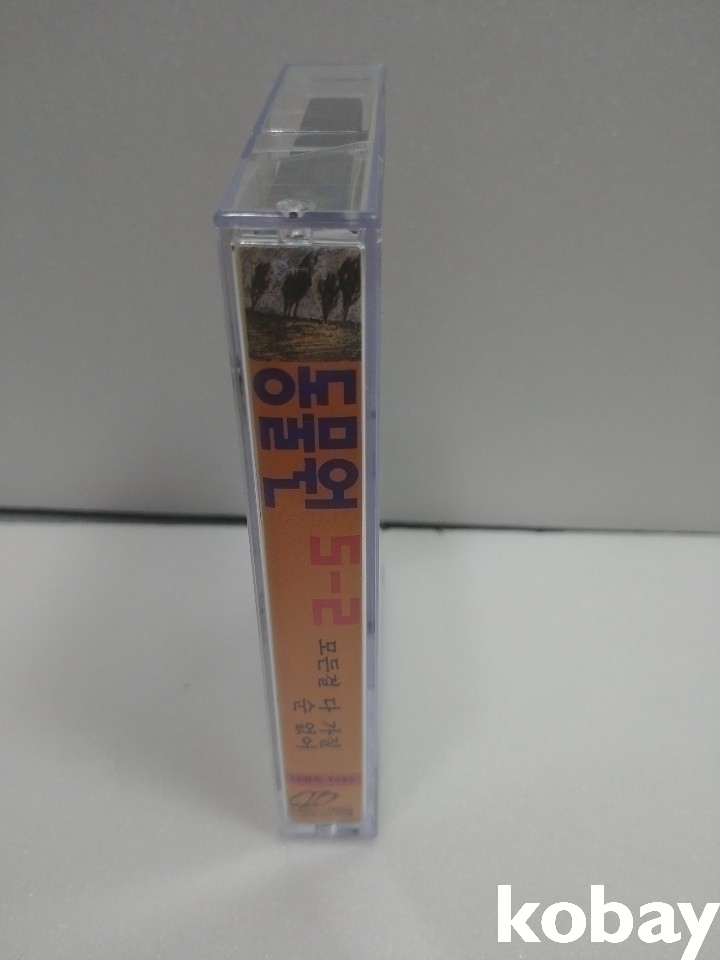 동물원
5-2
모든걸 다 가질
순 없어
kobay